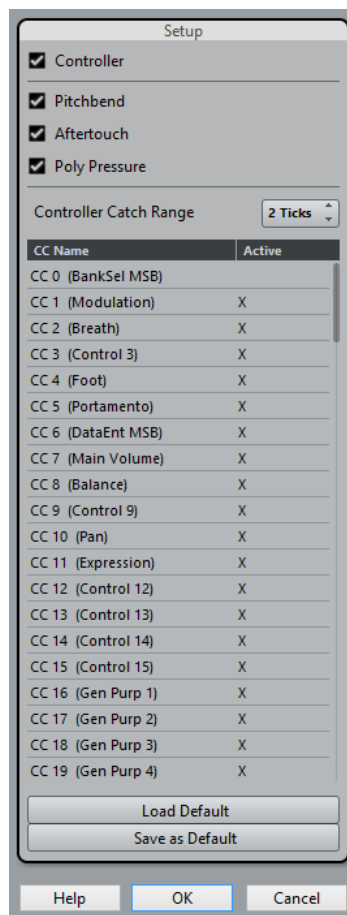 Setup
Controller
Pitchbend
Aftertouch
Poly Pressure
Controller Catch Range 2 Ticks
CC Name Active
CC 0 (BankSel MSB)
CC 1 (Modulation) X
CC 2 (Breath) X
CC 3 (Control 3) X
CC 4 (Foot) X
CC 5 (Portamento) X
CC 6 (DataEnt MSB) X
CC 7 (Main Volume) X
CC 8 (Balance) X
CC 9 (Control 9) X
CC 10 (Pan) X
CC 11 (Expression) X
CC 12 (Control 12) X
CC 13 (Control 13) X
CC 14 (Control 14) X
CC 15 (Control 15) X
CC 16 (Gen Purp 1) X
CC 17 (Gen Purp 2) X
CC 18 (Gen Purp 3) X
CC 19 (Gen Purp 4) X
Load Default
Save as Default
Help OK Cancel